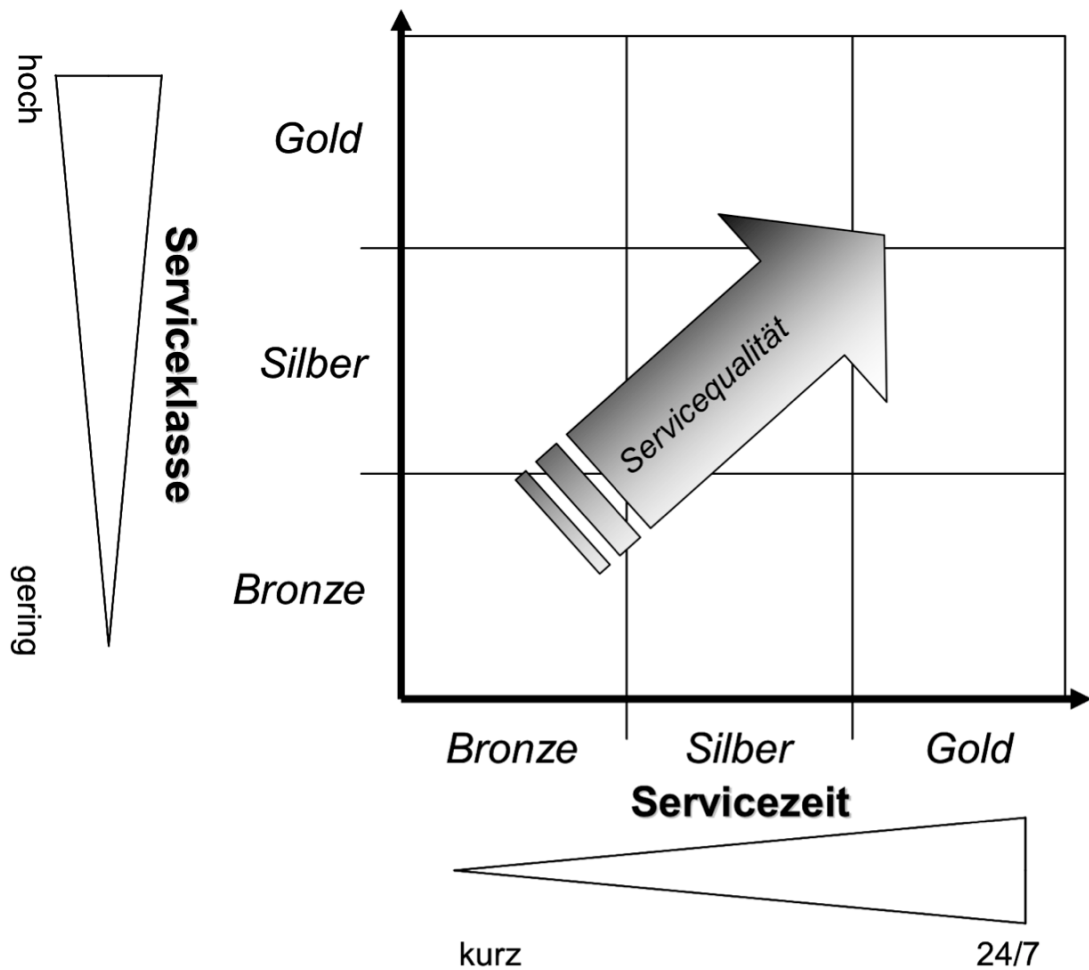 hoch
Serviceklasse
gering
Gold
Silber
Bronze
Servicequalität
Bronze Silber Gold
Servicezeit
kurz 24/7